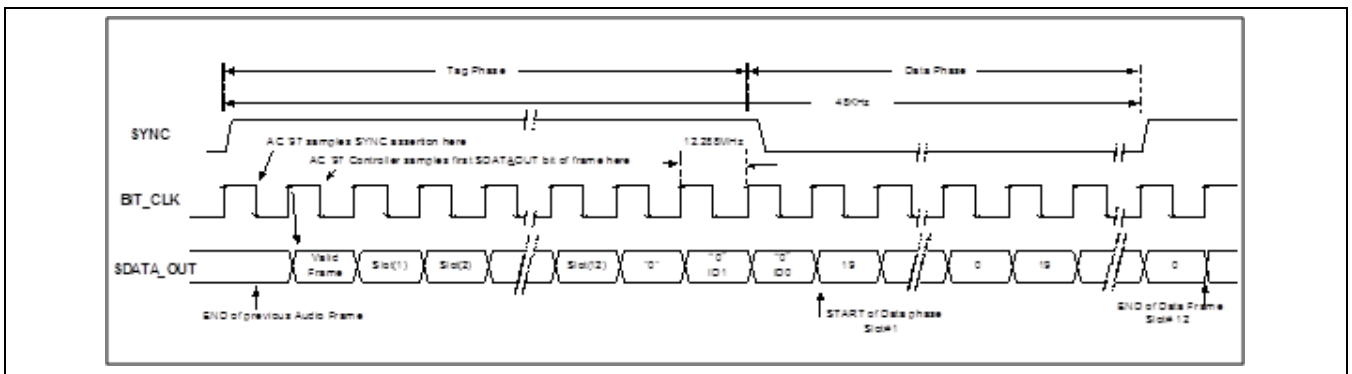 Tag Phase
Data Phase
48KHz
SYNC
AC '97 samples SYNC assertion here
12.288MHz
AC '97 Controller samples first SDATA_OUT bit of frame here
BIT_CLK
SDATA_OUT
Valid Frame
Slot(1)
Slot(2)
Slot(12)
"0"
"0" ID1
"0" ID0
19
0
19
0
END of previous Audio Frame
START of Data phase
Slot#1
END of Data Frame
Slot# 12